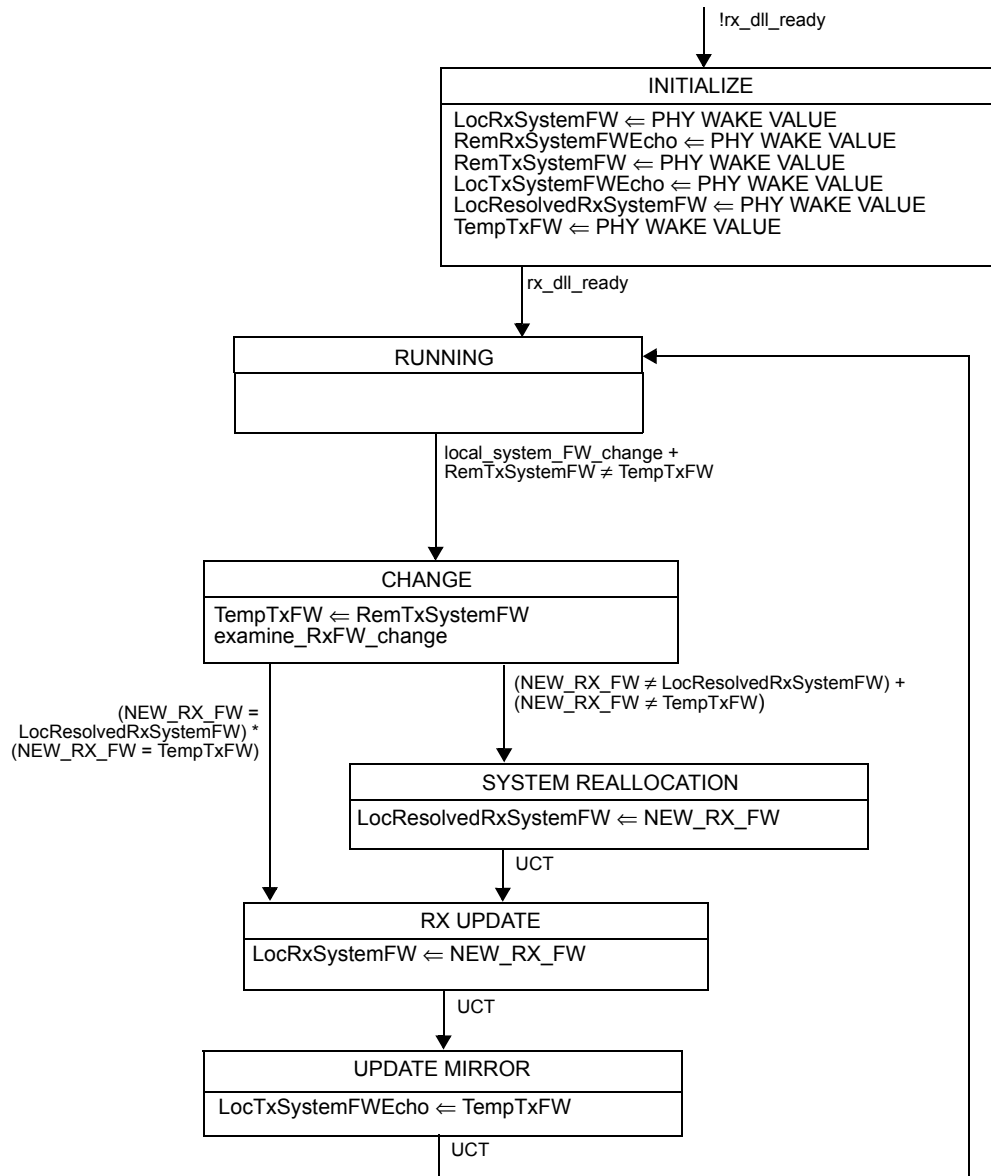 !rx_dll_ready
INITIALIZE
LocRxSystemFW ⇐ PHY WAKE VALUE
RemRxSystemFWEcho ⇐ PHY WAKE VALUE
RemTxSystemFW ⇐ PHY WAKE VALUE
LocTxSystemFWEcho ⇐ PHY WAKE VALUE
LocResolvedRxSystemFW ⇐ PHY WAKE VALUE
TempTxFW ⇐ PHY WAKE VALUE
rx_dll_ready
RUNNING
local_system_FW_change +
RemTxSystemFW ≠ TempTxFW
CHANGE
TempTxFW ⇐ RemTxSystemFW
examine_RxFW_change
(NEW_RX_FW =
LocResolvedRxSystemFW) *
(NEW_RX_FW = TempTxFW)
(NEW_RX_FW ≠ LocResolvedRxSystemFW) +
(NEW_RX_FW ≠ TempTxFW)
SYSTEM REALLOCATION
LocResolvedRxSystemFW ⇐ NEW_RX_FW
UCT
RX UPDATE
LocRxSystemFW ⇐ NEW_RX_FW
UCT
UPDATE MIRROR
LocTxSystemFWEcho ⇐ TempTxFW
UCT